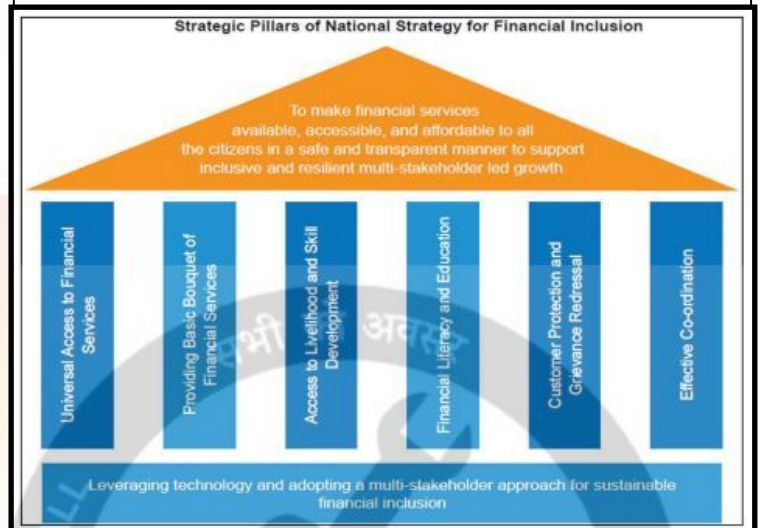 Strategic Pillars of National Strategy for Financial Inclusion
To make financial services
available, accessible, and affordable to all
the citizens in a safe and transparent manner to support
inclusive and resilient multi-stakeholder led growth
Universal Access to Financial
Services
Providing Basic Bouquet of
Financial Services
Access to Livelihood and Skill
Development
Financial Literacy and Education
Customer Protection and
Grievance Redressal
Effective Co-ordination
सभी अवसर
LL
Leveraging technology and adopting a multi-stakeholder approach for sustainable
financial inclusion